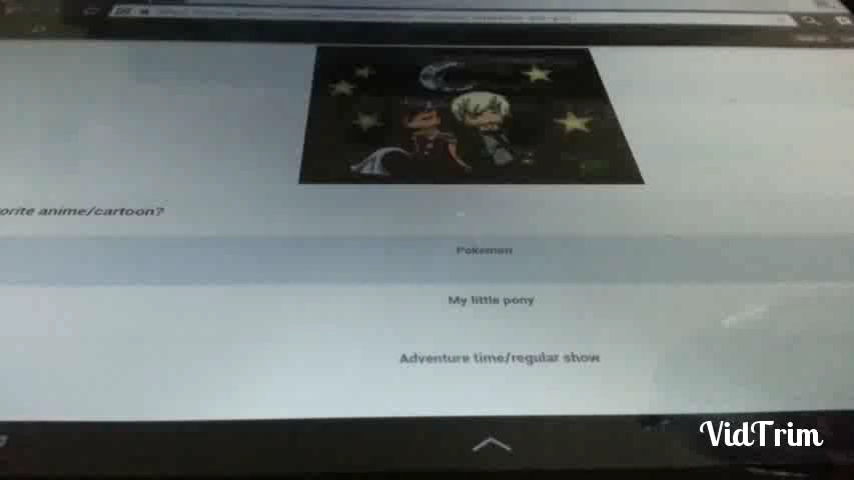 orite anime/cartoon?
Pokemon
My little pony
Adventure time/regular show
VidTrim